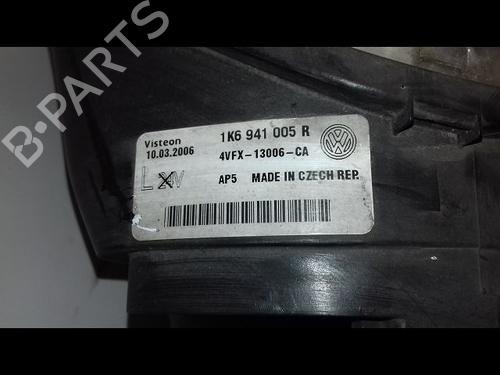 B-PARTS
Visteon
1K6 941 005 R
10.03.2006
4VFX-13006-CA
L
AP5 MADE IN CZECH REP.